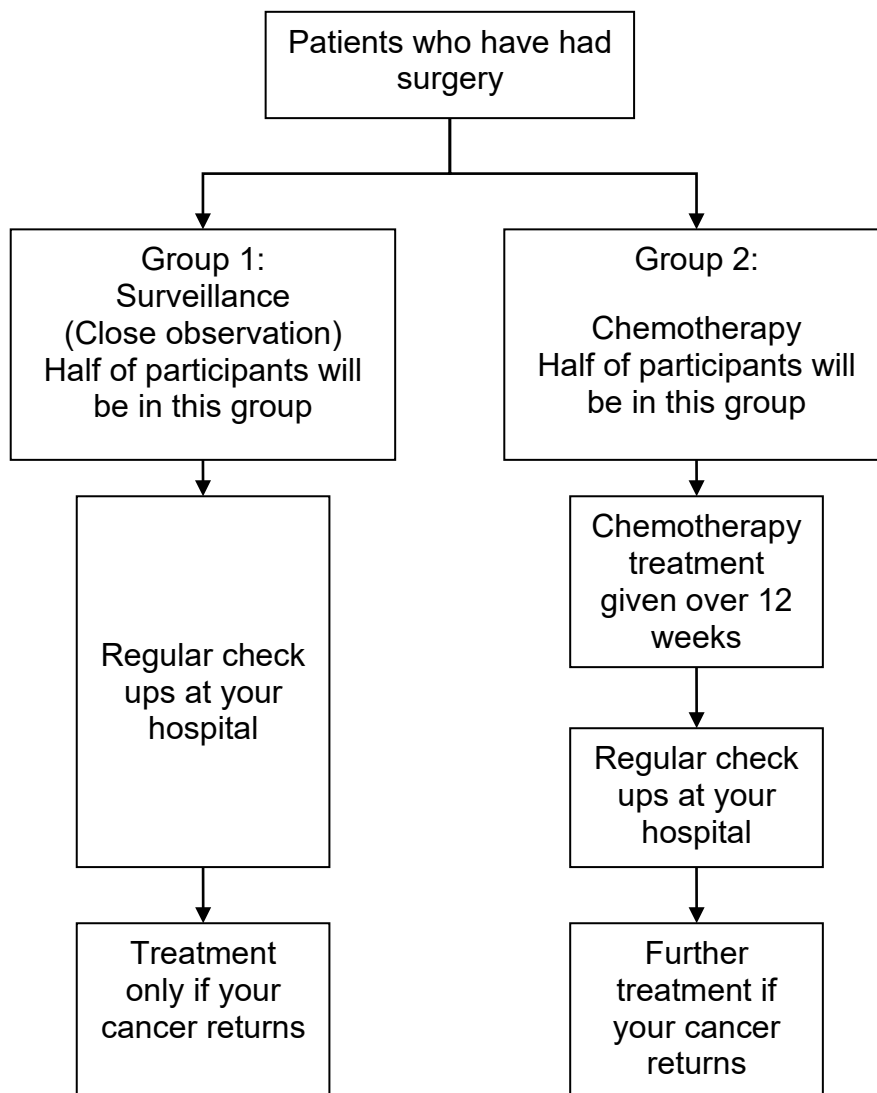 Patients who have had
surgery
Group 1:
Surveillance
(Close observation)
Half of participants will
be in this group
Group 2:
Chemotherapy
Half of participants will
be in this group
Regular check
ups at your
hospital
Chemotherapy
treatment
given over 12
weeks
Regular check
ups at your
hospital
Treatment
only if your
cancer returns
Further
treatment if
your cancer
returns